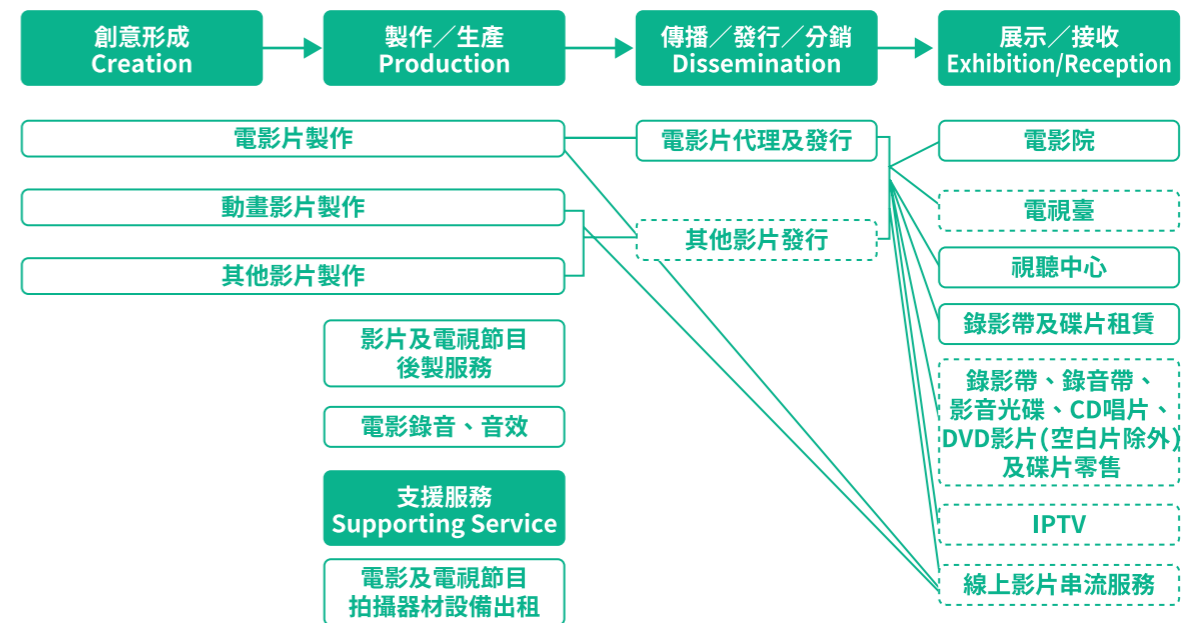 創意形成
Creation
製作／生產
Production
傳播／發行／分銷
Dissemination
展示／接收
Exhibition/Reception
電影片製作
動畫影片製作
其他影片製作
影片及電視節目
後製服務
電影錄音、音效
支援服務
Supporting Service
電影及電視節目
拍攝器材設備出租
電影片代理及發行
其他影片發行
電影院
電視臺
視聽中心
錄影帶及碟片租賃
錄影帶、錄音帶、
影音光碟、CD唱片、
DVD影片(空白片除外)
及碟片零售
IPTV
線上影片串流服務